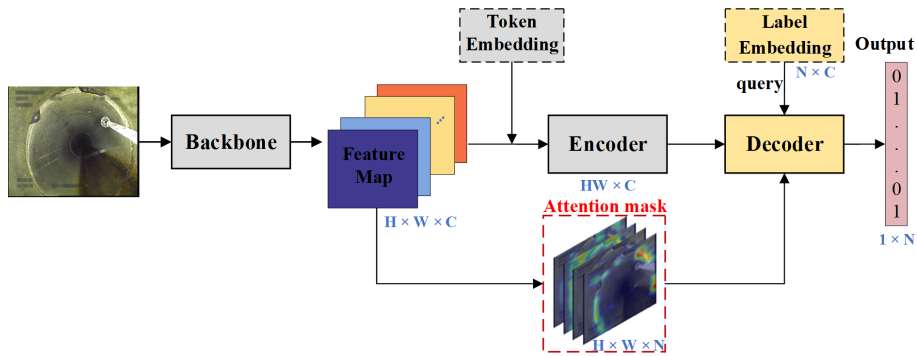 Token
Embedding
Label
Embedding
Output
query
N × C
Backbone
Feature
Map
Encoder
Decoder
0
1
.
.
.
0
1
HW × C
H × W × C
Attention mask
1 × N
H × W × N